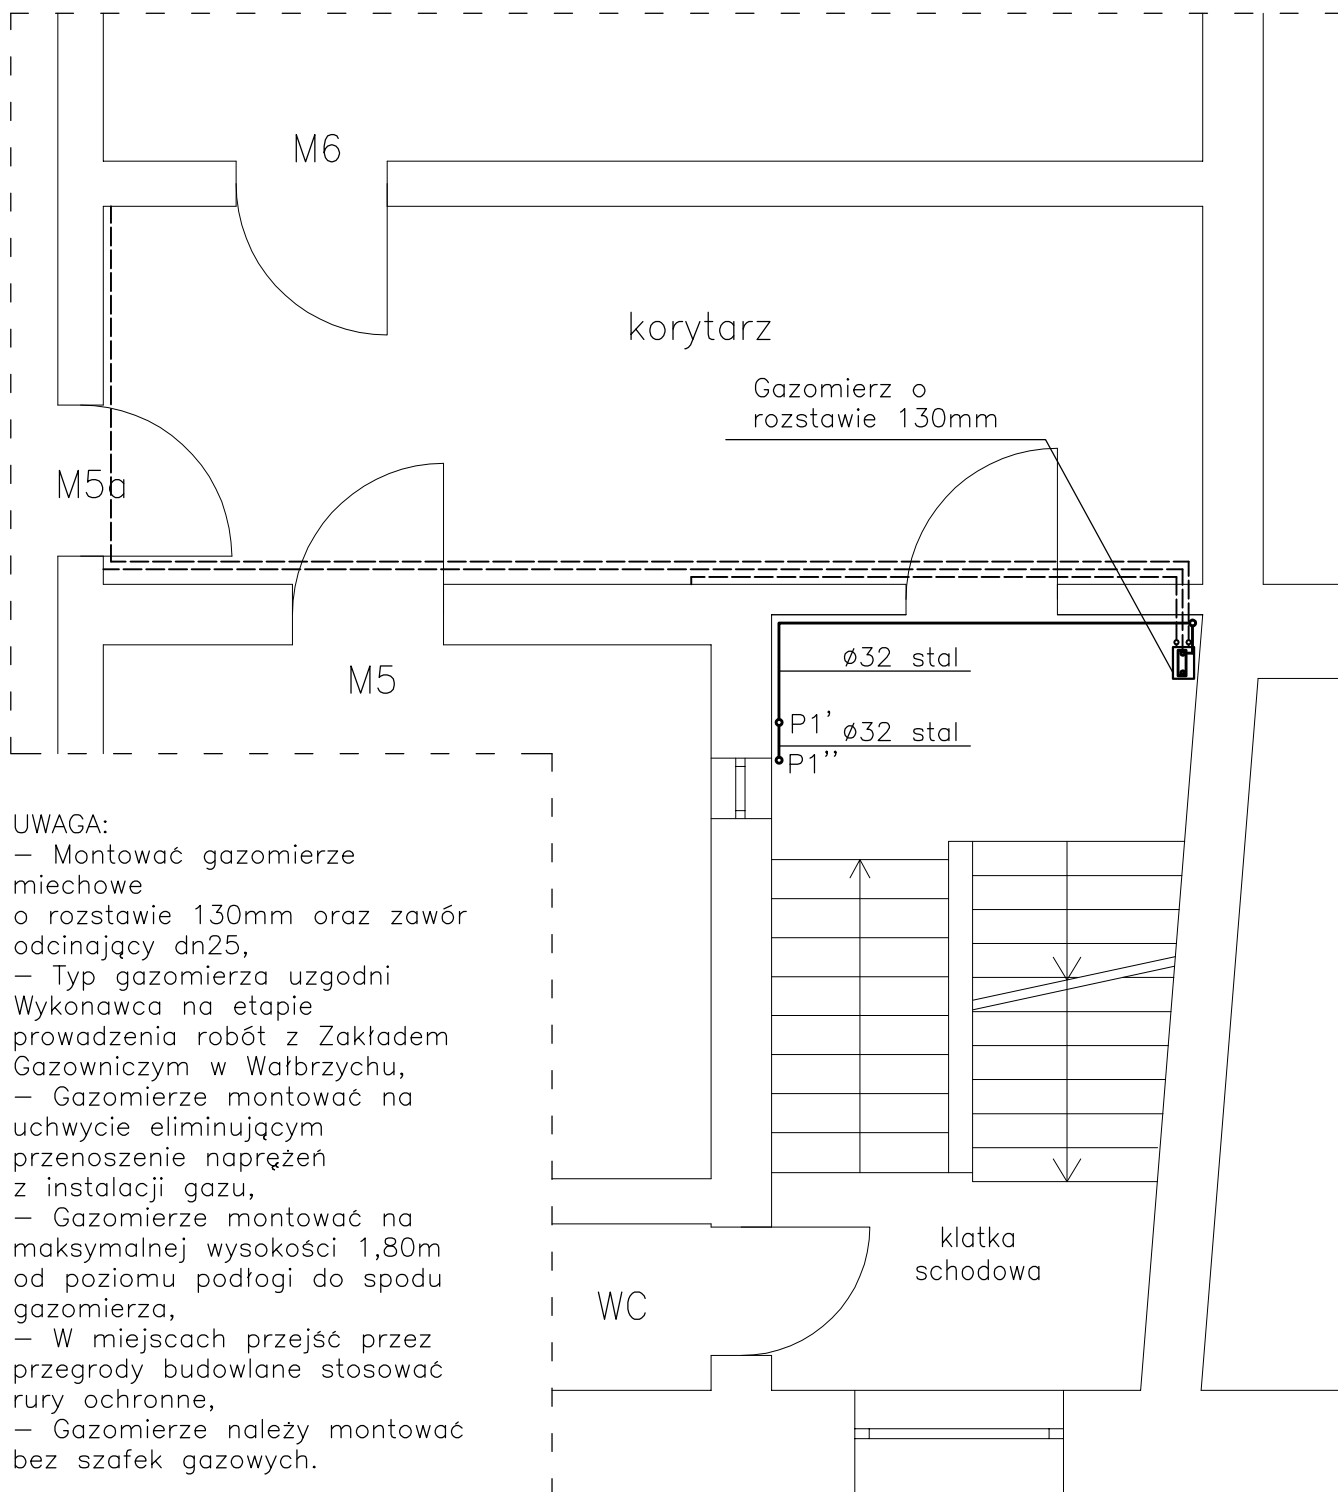 M6
korytarz
Gazomierz o
rozstawie 130mm
M5a
M5
ø32 stal
P1'
ø32 stal
P1''
UWAGA:
– Montować gazomierze
miechowe
o rozstawie 130mm oraz zawór
odcinający dn25,
– Typ gazomierza uzgodni
Wykonawca na etapie
prowadzenia robót z Zakładem
Gazowniczym w Wałbrzychu,
– Gazomierze montować na
uchwycie eliminującym
przenoszenie naprężeń
z instalacji gazu,
– Gazomierze montować na
maksymalnej wysokości 1,80m
od poziomu podłogi do spodu
gazomierza,
– W miejscach przejść przez
przegrody budowlane stosować
rury ochronne,
– Gazomierze należy montować
bez szafek gazowych.
klatka
schodowa
WC